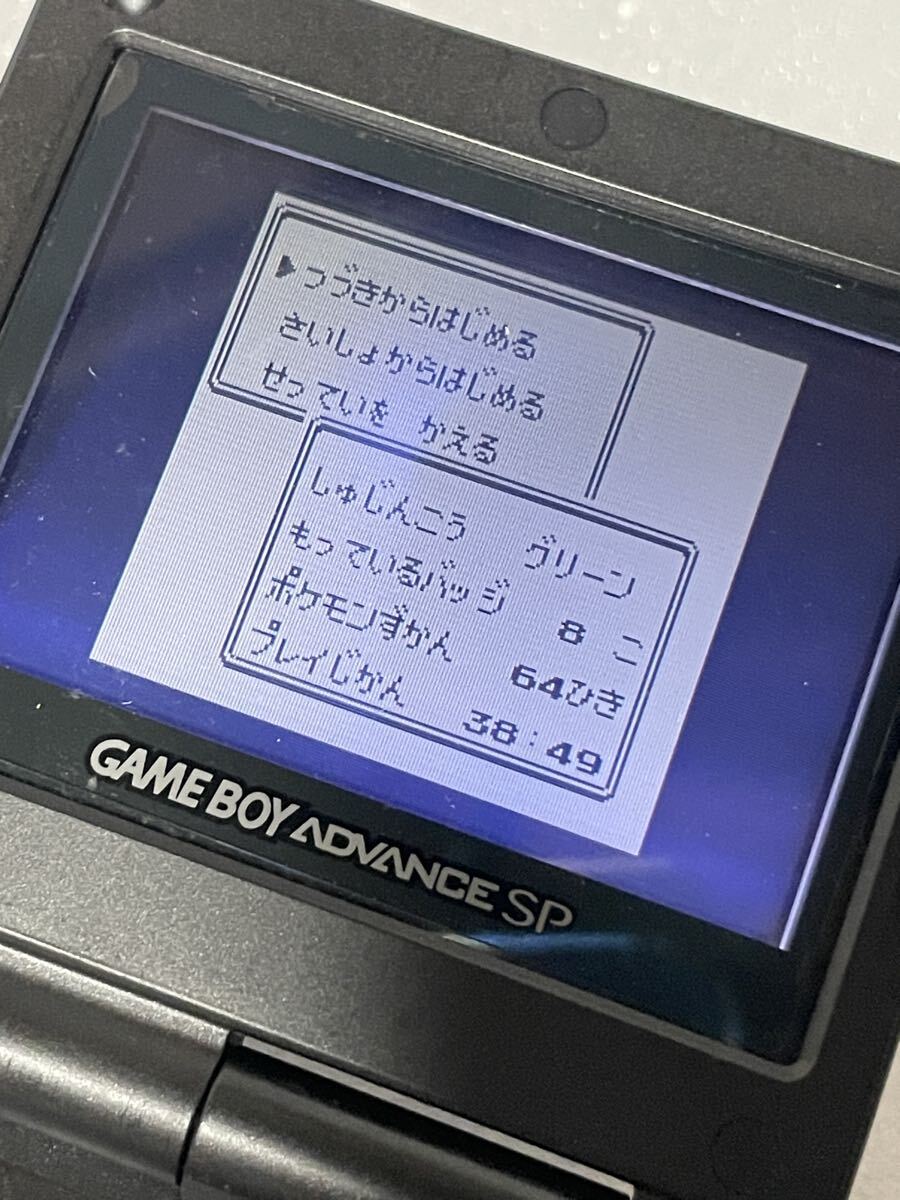 ▶つづきからはじめる
さいしょからはじめる
せっていを かえる
しゅじんこう グリーン
もっているバッジ 8 こ
ポケモンずかん 64ひき
プレイじかん 38:49
GAME BOY ADVANCE SP